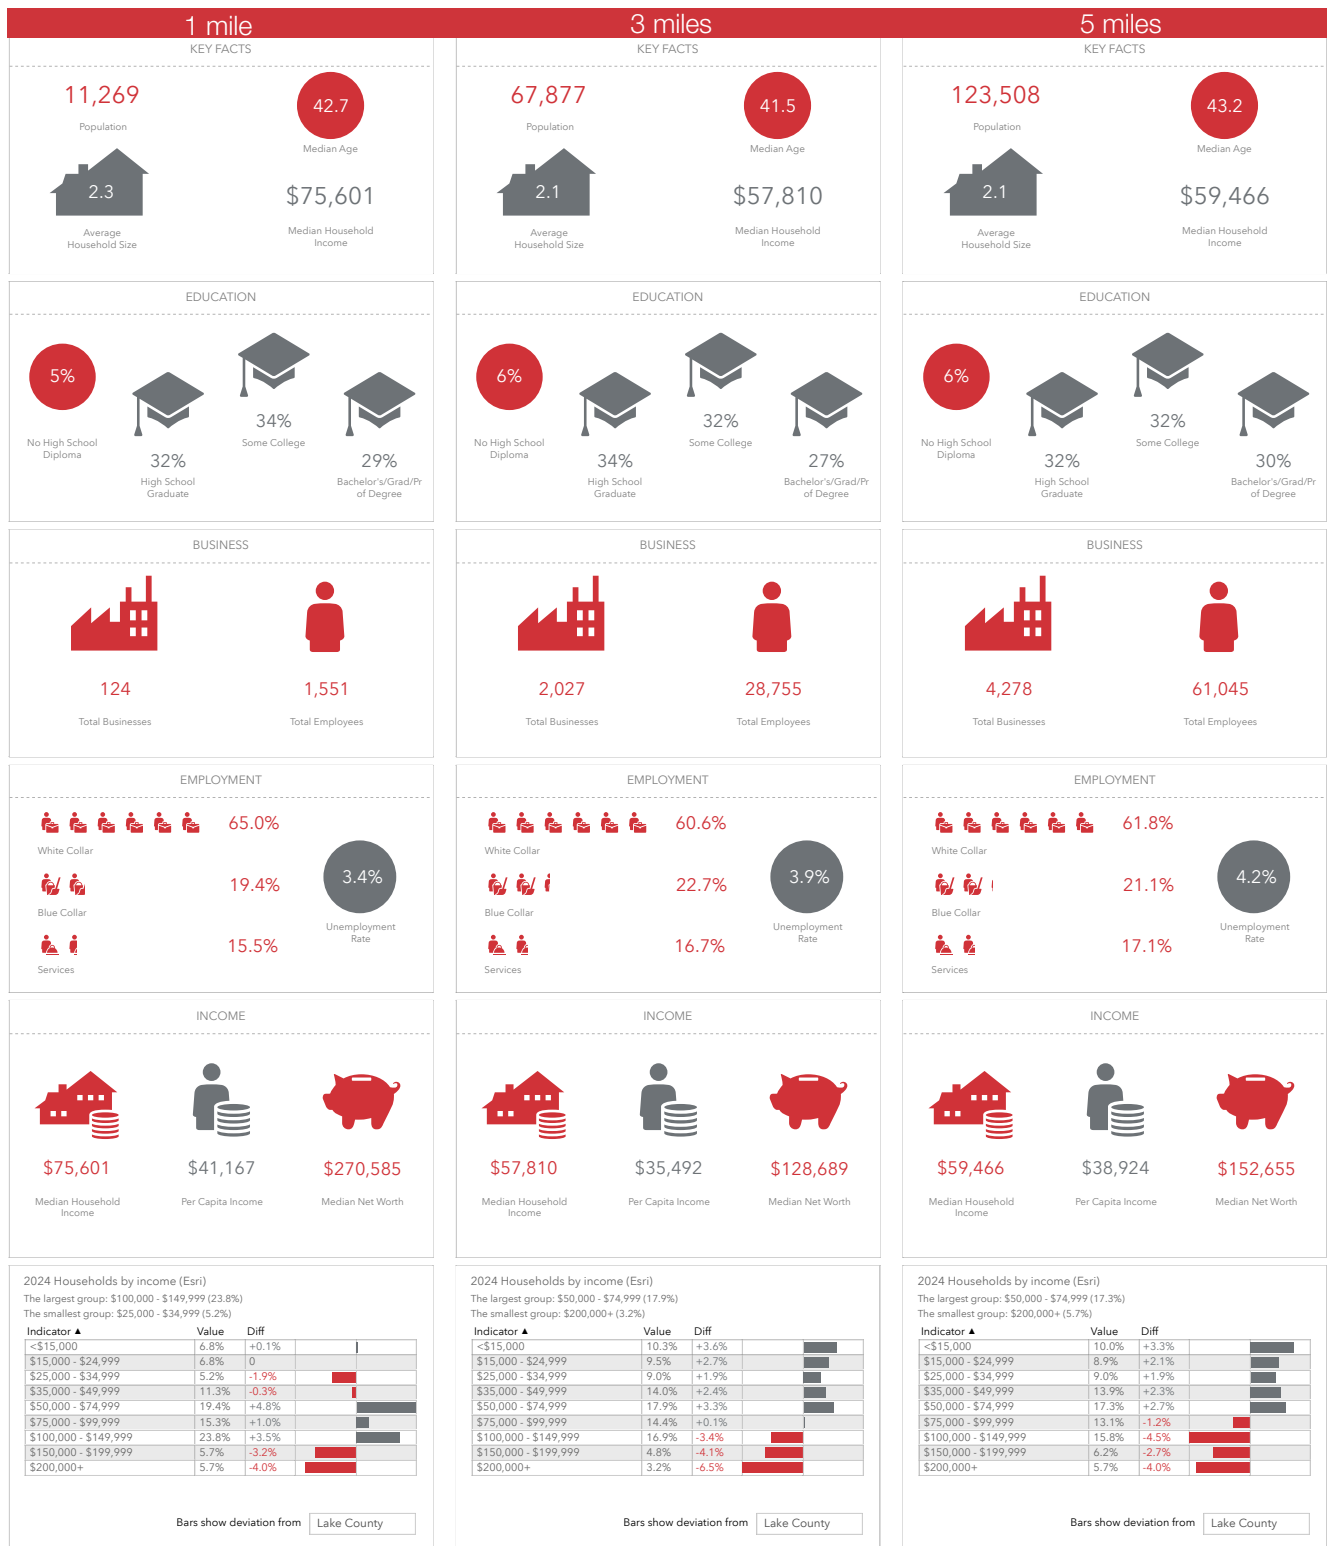 1 mile
KEY FACTS
11,269
Population
42.7
Median Age
2.3
Average
Household Size
$75,601
Median Household
Income
EDUCATION
5%
No High School
Diploma
32%
High School
Graduate
34%
Some College
29%
Bachelor's/Grad/Pr
of Degree
BUSINESS
124
Total Businesses
1,551
Total Employees
EMPLOYMENT
65.0%
White Collar
19.4%
Blue Collar
15.5%
Services
3.4%
Unemployment
Rate
INCOME
$75,601
Median Household
Income
$41,167
Per Capita Income
$270,585
Median Net Worth
2024 Households by income (Esri)
The largest group: $100,000 - $149,999 (23.8%)
The smallest group: $25,000 - $34,999 (5.2%)
Indicator ▲ Value Diff
<$15,000 6.8% +0.1%
$15,000 - $24,999 6.8% 0
$25,000 - $34,999 5.2% -1.9%
$35,000 - $49,999 11.3% -0.3%
$50,000 - $74,999 19.4% +4.8%
$75,000 - $99,999 15.3% +1.0%
$100,000 - $149,999 23.8% +3.5%
$150,000 - $199,999 5.7% -3.2%
$200,000+ 5.7% -4.0%
Bars show deviation from Lake County
3 miles
KEY FACTS
67,877
Population
41.5
Median Age
2.1
Average
Household Size
$57,810
Median Household
Income
EDUCATION
6%
No High School
Diploma
34%
High School
Graduate
32%
Some College
27%
Bachelor's/Grad/Pr
of Degree
BUSINESS
2,027
Total Businesses
28,755
Total Employees
EMPLOYMENT
60.6%
White Collar
22.7%
Blue Collar
16.7%
Services
3.9%
Unemployment
Rate
INCOME
$57,810
Median Household
Income
$35,492
Per Capita Income
$128,689
Median Net Worth
2024 Households by income (Esri)
The largest group: $50,000 - $74,999 (17.9%)
The smallest group: $200,000+ (3.2%)
Indicator ▲ Value Diff
<$15,000 10.3% +3.6%
$15,000 - $24,999 9.5% +2.7%
$25,000 - $34,999 9.0% +1.9%
$35,000 - $49,999 14.0% +2.4%
$50,000 - $74,999 17.9% +3.3%
$75,000 - $99,999 14.4% +0.1%
$100,000 - $149,999 16.9% -3.4%
$150,000 - $199,999 4.8% -4.1%
$200,000+ 3.2% -6.5%
Bars show deviation from Lake County
5 miles
KEY FACTS
123,508
Population
43.2
Median Age
2.1
Average
Household Size
$59,466
Median Household
Income
EDUCATION
6%
No High School
Diploma
32%
High School
Graduate
32%
Some College
30%
Bachelor's/Grad/Pr
of Degree
BUSINESS
4,278
Total Businesses
61,045
Total Employees
EMPLOYMENT
61.8%
White Collar
21.1%
Blue Collar
17.1%
Services
4.2%
Unemployment
Rate
INCOME
$59,466
Median Household
Income
$38,924
Per Capita Income
$152,655
Median Net Worth
2024 Households by income (Esri)
The largest group: $50,000 - $74,999 (17.3%)
The smallest group: $200,000+ (5.7%)
Indicator ▲ Value Diff
<$15,000 10.0% +3.3%
$15,000 - $24,999 8.9% +2.1%
$25,000 - $34,999 9.0% +1.9%
$35,000 - $49,999 13.9% +2.3%
$50,000 - $74,999 17.3% +2.7%
$75,000 - $99,999 13.1% -1.2%
$100,000 - $149,999 15.8% -4.5%
$150,000 - $199,999 6.2% -2.7%
$200,000+ 5.7% -4.0%
Bars show deviation from Lake County